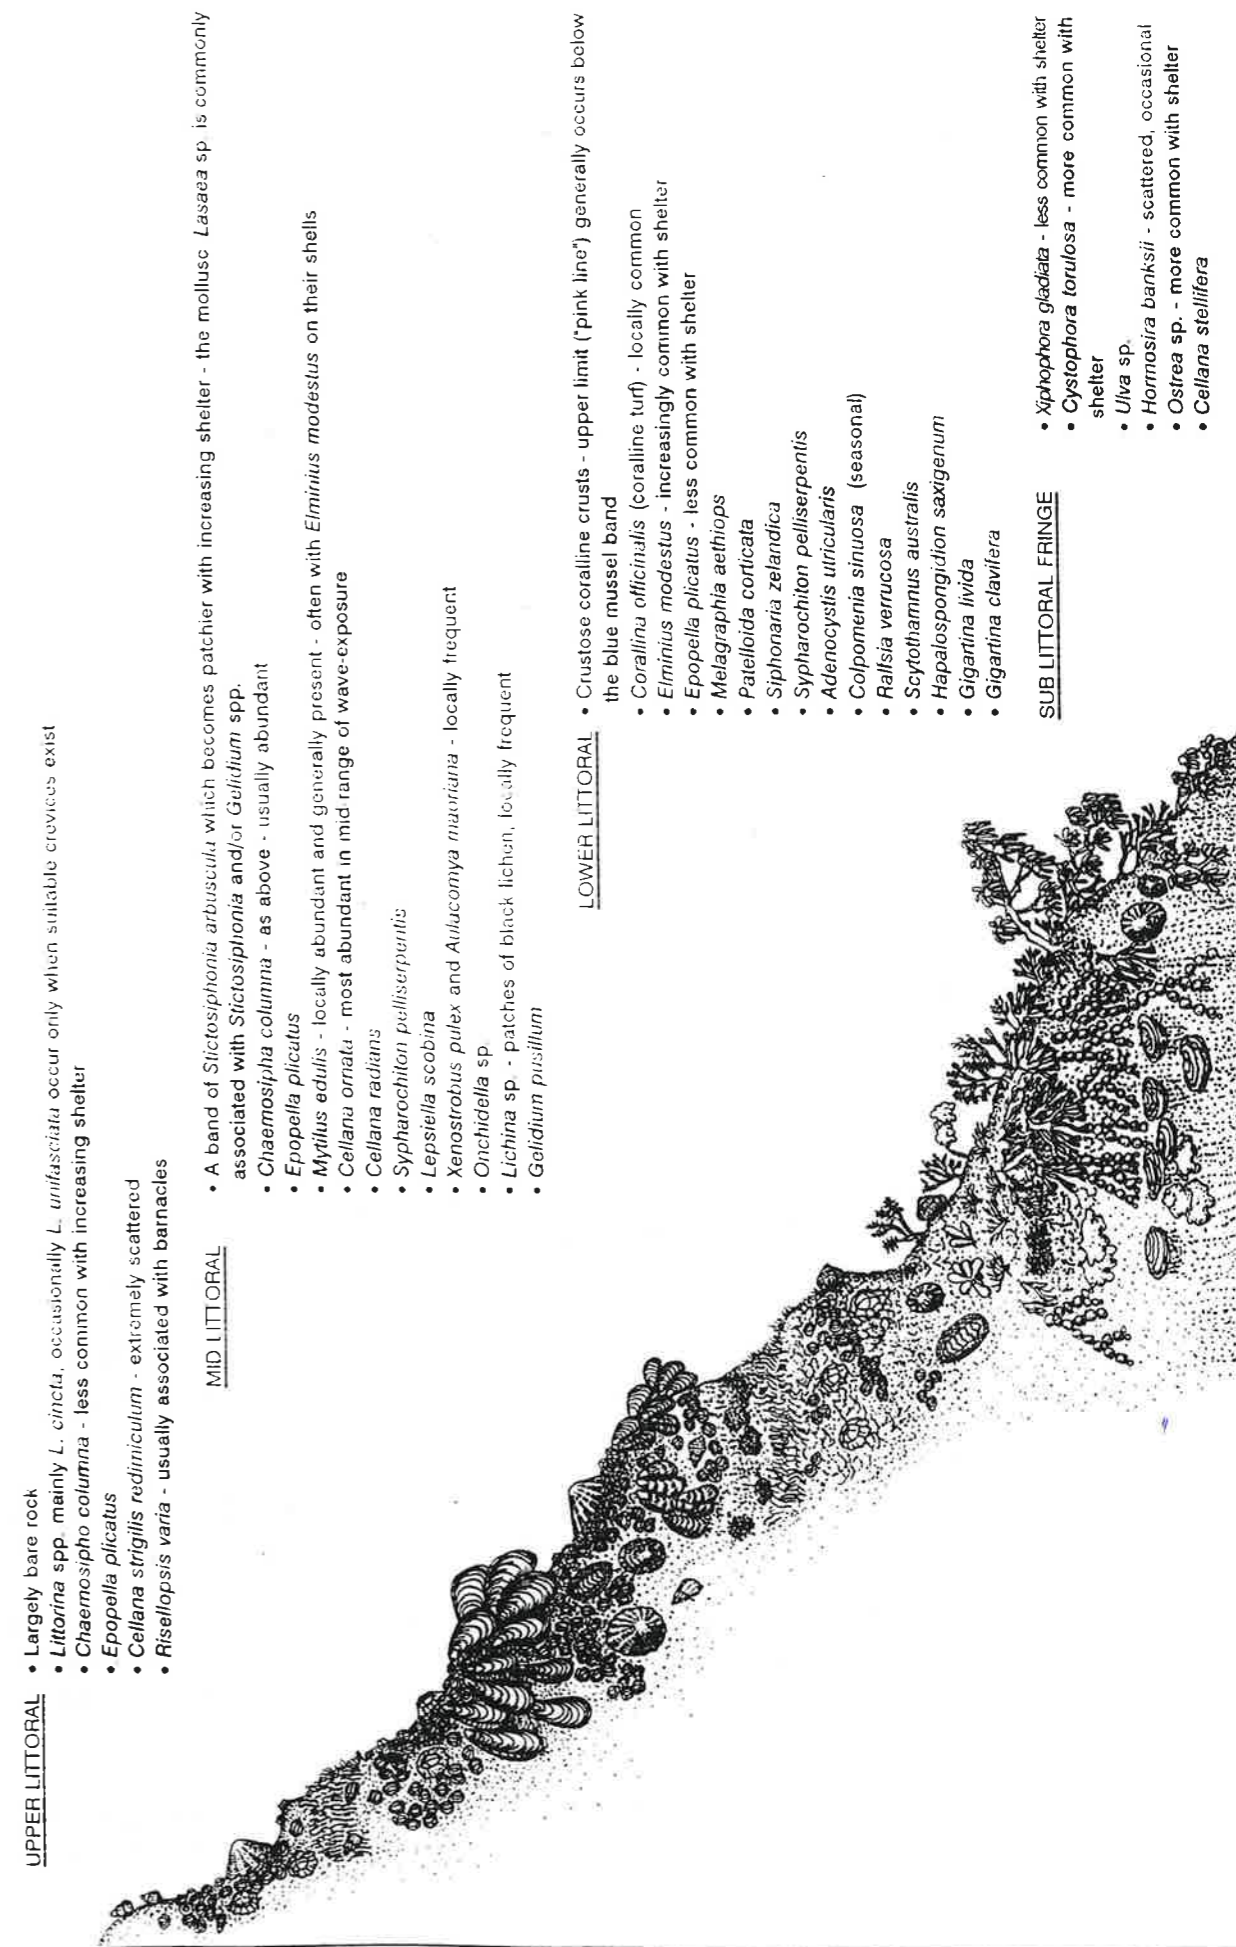 UPPER LITTORAL
• Largely bare rock
• Littorina spp. mainly L. cincta, occasionally L. unifasciata occur only when suitable crevices exist
• Chaemosipho columna - less common with increasing shelter
• Epopella plicatus
• Cellana strigilis redimiculum - extremely scattered
• Risellopsis varia - usually associated with barnacles
MID LITTORAL
• A band of Stictosiphonia arbuscula which becomes patchier with increasing shelter - the mollusc Lasaea sp. is commonly
associated with Stictosiphonia and/or Gelidium spp.
• Chaemosipha columna - as above - usually abundant
• Epopella plicatus
• Mytilus edulis - locally abundant and generally present - often with Elminius modestus on their shells
• Cellana ornata - most abundant in mid range of wave-exposure
• Cellana radians
• Sypharochiton pelliserpentis
• Lepsiella scobina
• Xenostrobus pulex and Aulacomya maoriana - locally frequent
• Onchidella sp.
• Lichina sp. - patches of black lichen, locally frequent
• Gelidium pusillum
LOWER LITTORAL
• Crustose coralline crusts - upper limit ("pink line") generally occurs below
the blue mussel band
• Corallina officinalis (coralline turf) - locally common
• Elminius modestus - increasingly common with shelter
• Epopella plicatus - less common with shelter
• Melagraphia aethiops
• Patelloida corticata
• Siphonaria zelandica
• Sypharochiton pelliserpentis
• Adenocystis utricularis
• Colpomenia sinuosa (seasonal)
• Ralfsia verrucosa
• Scytothamnus australis
• Hapalospongidion saxigenum
• Gigartina livida
• Gigartina clavifera
SUB LITTORAL FRINGE
• Xiphophora gladiata - less common with shelter
• Cystophora torulosa - more common with
shelter
• Ulva sp.
• Hormosira banksii - scattered, occasional
• Ostrea sp. - more common with shelter
• Cellana stellifera